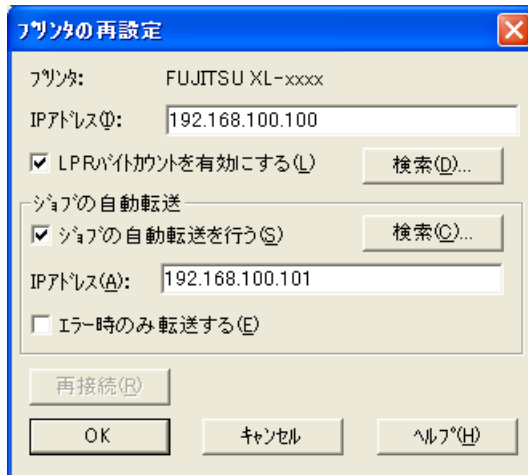 プリンタの再設定
プリンタ: FUJITSU XL-xxxx
IPアドレス(I): 192.168.100.100
LPRバイトカウントを有効にする(L) 検索(D)...
ジョブの自動転送
ジョブの自動転送を行う(S) 検索(C)...
IPアドレス(A): 192.168.100.101
エラー時のみ転送する(E)
再接続(R)
OK キャンセル ヘルプ(H)